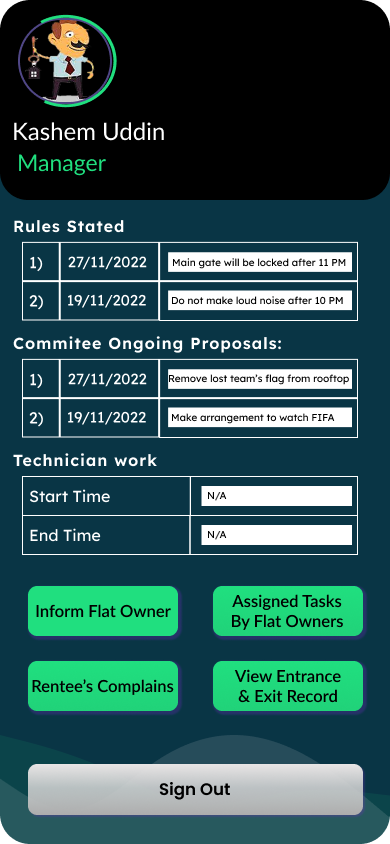 Kashem Uddin
Manager
Rules Stated
1) 27/11/2022 Main gate will be locked after 11 PM
2) 19/11/2022 Do not make loud noise after 10 PM
Commitee Ongoing Proposals:
1) 27/11/2022 Remove lost team's flag from rooftop
2) 19/11/2022 Make arrangement to watch FIFA
Technician work
Start Time N/A
End Time N/A
Inform Flat Owner
Assigned Tasks
By Flat Owners
Rentee's Complains
View Entrance
& Exit Record
Sign Out